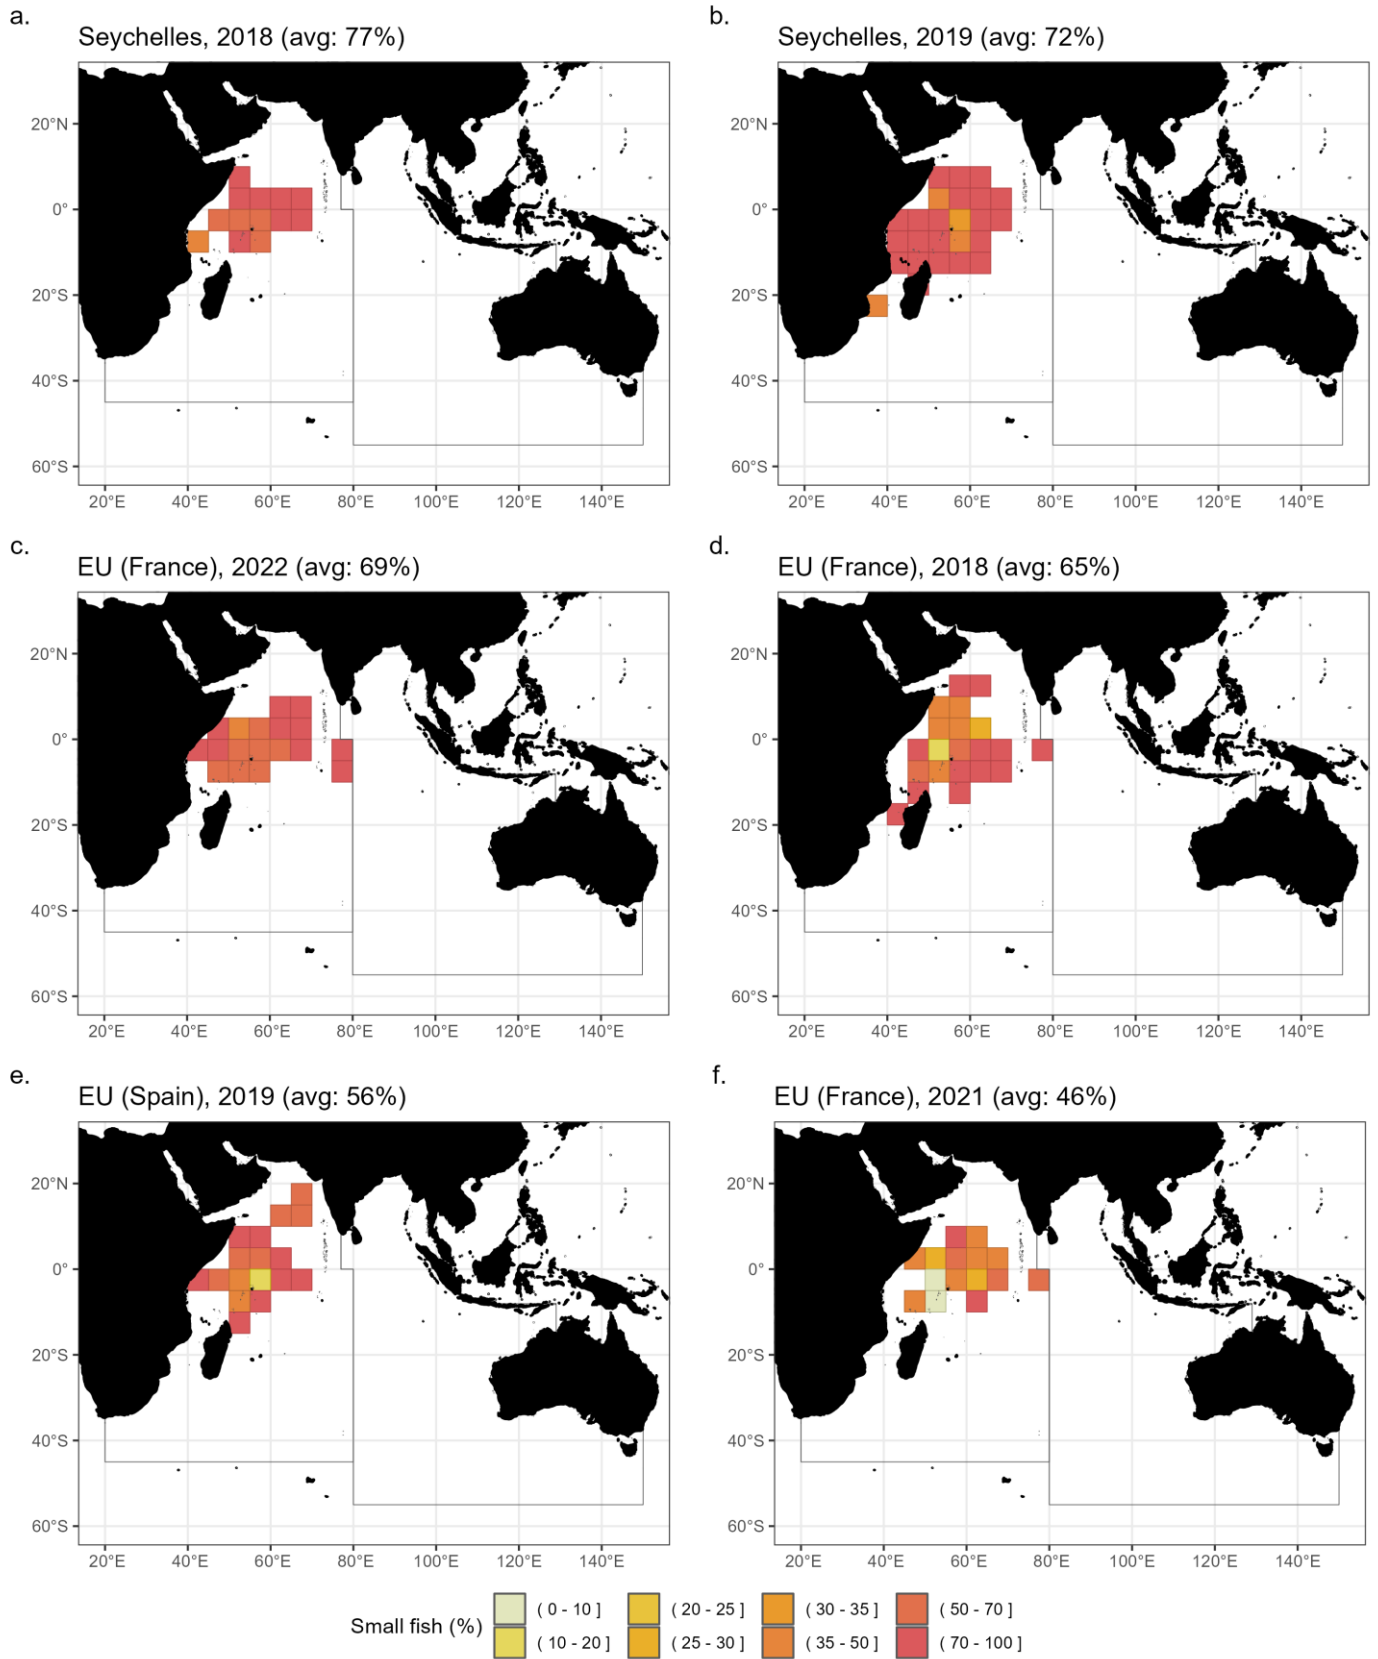 a.
Seychelles, 2018 (avg: 77%)
20°N
0°
20°S
40°S
60°S
20°E 40°E 60°E 80°E 100°E 120°E 140°E
b.
Seychelles, 2019 (avg: 72%)
20°N
0°
20°S
40°S
60°S
20°E 40°E 60°E 80°E 100°E 120°E 140°E
c.
EU (France), 2022 (avg: 69%)
20°N
0°
20°S
40°S
60°S
20°E 40°E 60°E 80°E 100°E 120°E 140°E
d.
EU (France), 2018 (avg: 65%)
20°N
0°
20°S
40°S
60°S
20°E 40°E 60°E 80°E 100°E 120°E 140°E
e.
EU (Spain), 2019 (avg: 56%)
20°N
0°
20°S
40°S
60°S
20°E 40°E 60°E 80°E 100°E 120°E 140°E
f.
EU (France), 2021 (avg: 46%)
20°N
0°
20°S
40°S
60°S
20°E 40°E 60°E 80°E 100°E 120°E 140°E
Small fish (%)
( 0 - 10 ] ( 20 - 25 ] ( 30 - 35 ] ( 50 - 70 ]
( 10 - 20 ] ( 25 - 30 ] ( 35 - 50 ] ( 70 - 100 ]